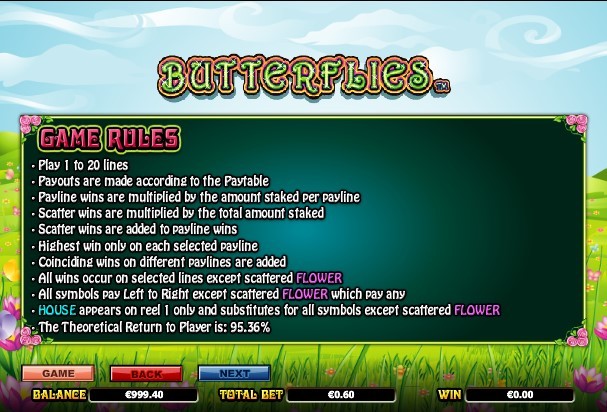 BUTTERFLIES TM
GAME RULES
· Play 1 to 20 lines
· Payouts are made according to the Paytable
· Payline wins are multiplied by the amount staked per payline
· Scatter wins are multiplied by the total amount staked
· Scatter wins are added to payline wins
· Highest win only on each selected payline
· Coinciding wins on different paylines are added
· All wins occur on selected lines except scattered FLOWER
· All symbols pay Left to Right except scattered FLOWER which pay any
· HOUSE appears on reel 1 only and substitutes for all symbols except scattered FLOWER
· The Theoretical Return to Player is: 95.36%
GAME BACK NEXT
BALANCE €999.40 TOTAL BET €0.60 WIN €0.00